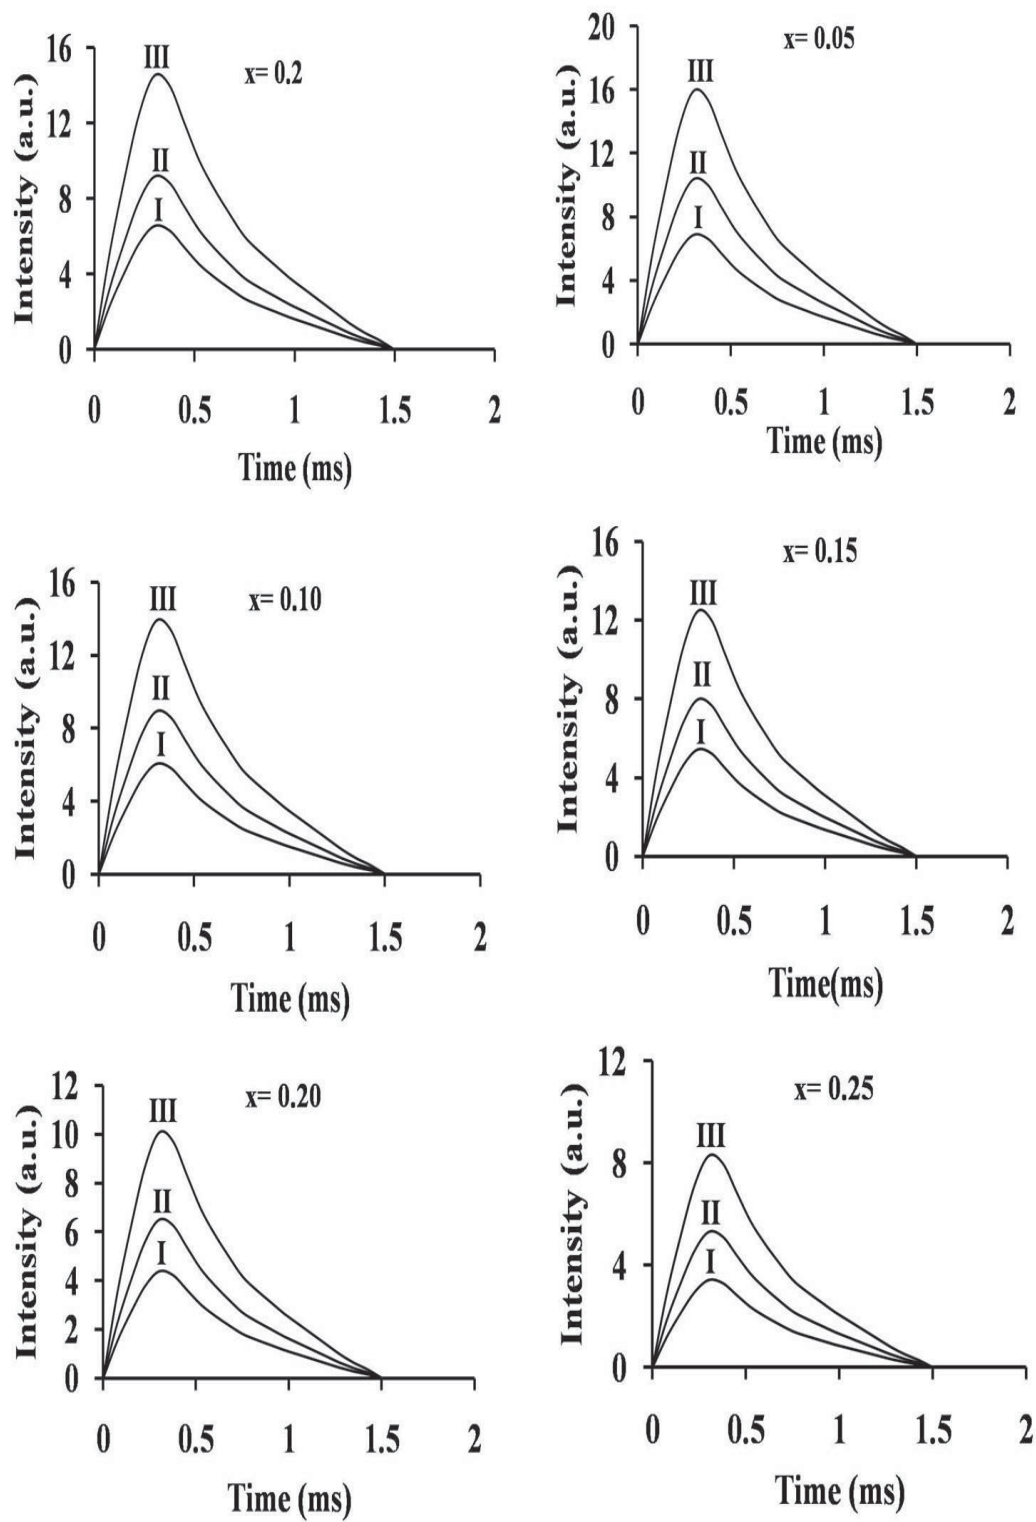 16
12
8
4
0
Intensity (a.u.)
III
II
I
x= 0.2
0 0.5 1 1.5 2
Time (ms)
20
16
12
8
4
0
Intensity (a.u.)
III
II
I
x= 0.05
0 0.5 1 1.5 2
Time (ms)
16
12
8
4
0
Intensity (a.u.)
III
II
I
x= 0.10
0 0.5 1 1.5 2
Time (ms)
16
12
8
4
0
Intensity (a.u.)
III
II
I
x= 0.15
0 0.5 1 1.5 2
Time(ms)
12
10
8
6
4
2
0
Intensity (a.u.)
III
II
I
x= 0.20
0 0.5 1 1.5 2
Time (ms)
12
8
4
0
Intensity (a.u.)
III
II
I
x= 0.25
0 0.5 1 1.5 2
Time (ms)